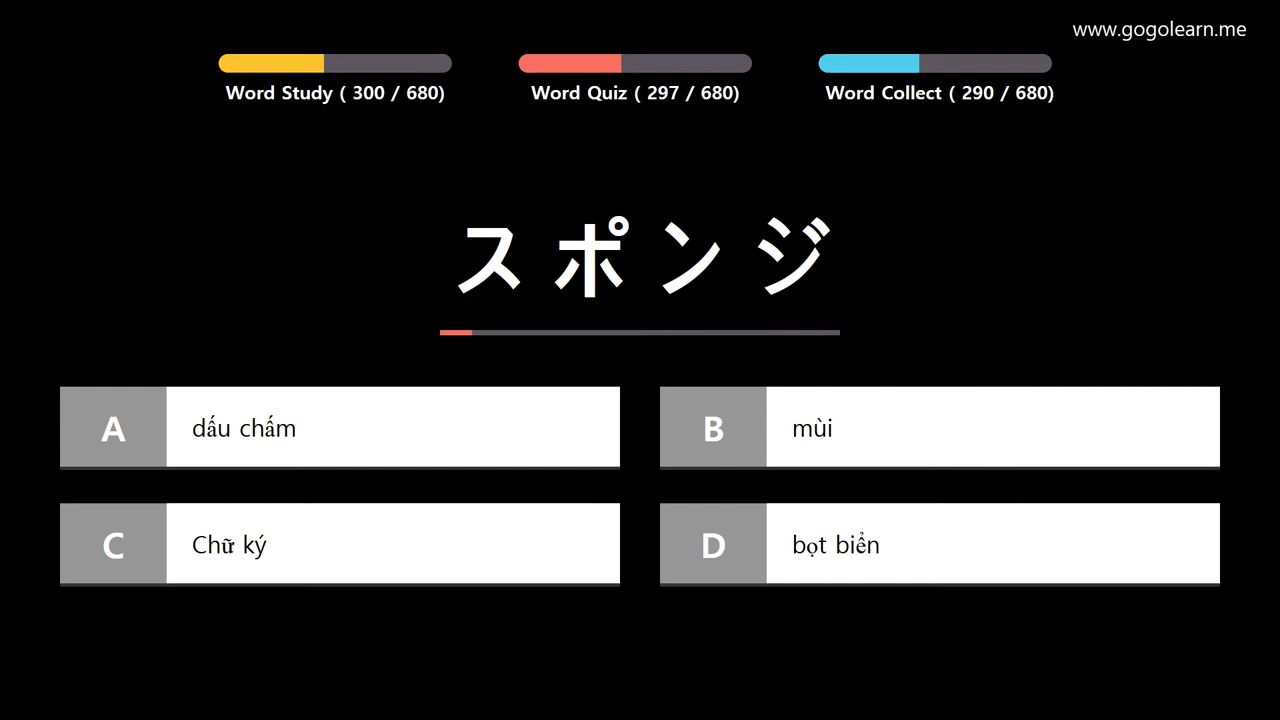 www.gogolearn.me
Word Study ( 300 / 680)
Word Quiz ( 297 / 680)
Word Collect ( 290 / 680)
スポンジ
A dấu chấm
B mùi
C Chữ ký
D bọt biển